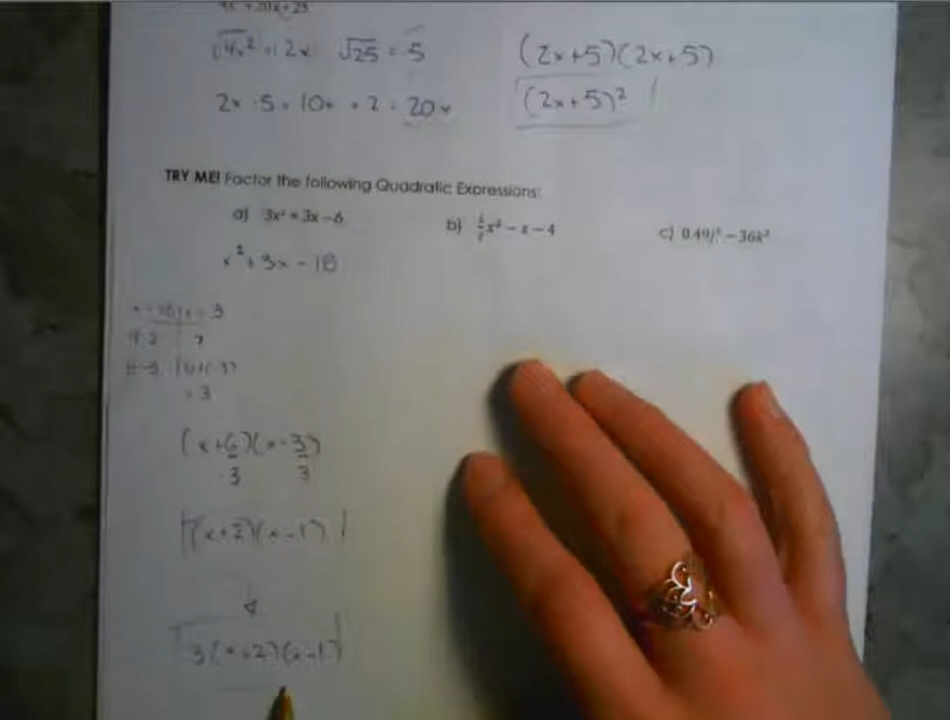 √4x² = 2x √25 = 5 (2x+5)(2x+5)
2x · 5 = 10x · 2 = 20x (2x+5)²
TRY ME! Factor the following Quadratic Expressions:
a) 3x² + 3x – 6 b) x² – x – 4 c) 0.49j² – 36k²
x² + 3x - 18
= 3
(x+6)(x-3)
3 3
(x+2)(x-1)
3(x+2)(x-1)